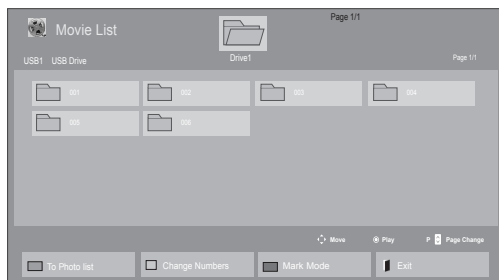 Page 1/1
Movie List
Drive1
USB1 USB Drive
Page 1/1
001 002 003 004
005 006
Move Play P Page Change
To Photo list Change Numbers Mark Mode Exit